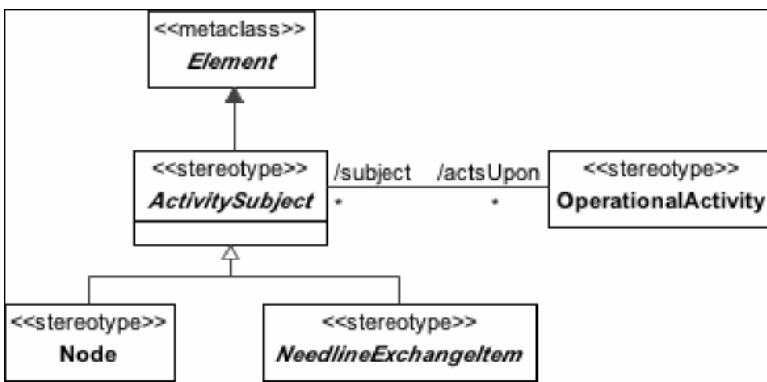 <<metaclass>>
Element
<<stereotype>>
ActivitySubject
/subject
/actsUpon
*
*
<<stereotype>>
OperationalActivity
<<stereotype>>
Node
<<stereotype>>
NeedlineExchangeItem